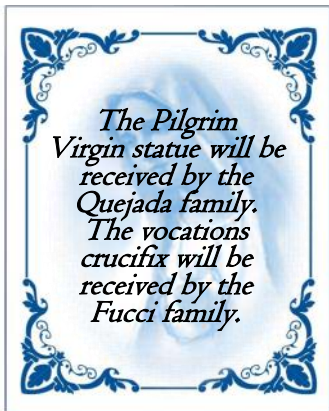 The Pilgrim
Virgin statue will be
received by the
Quejada family.
The vocations
crucifix will be
received by the
Fucci family.